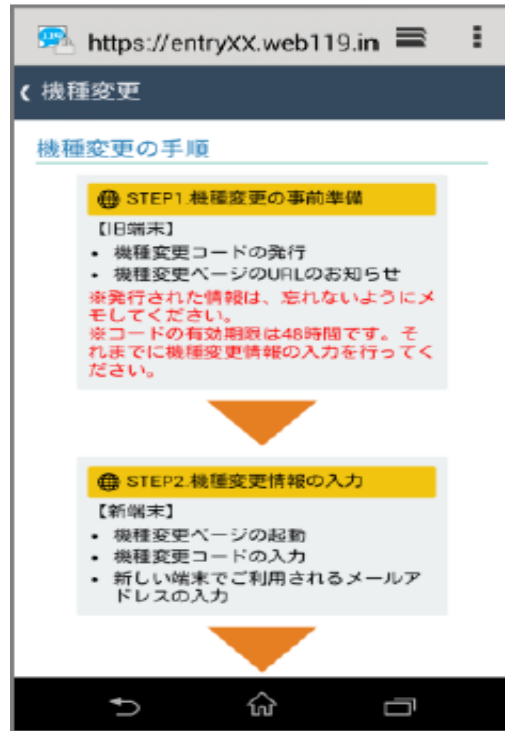 https://entryXX.web119.in
機種変更
機種変更の手順
STEP1.機種変更の事前準備
【旧端末】
• 機種変更コードの発行
• 機種変更ページのURLのお知らせ
※発行された情報は、忘れないようにメ
モしてください。
※コードの有効期限は48時間です。そ
れまでに機種変更情報の入力を行ってく
ださい。
STEP2.機種変更情報の入力
【新端末】
• 機種変更ページの起動
• 機種変更コードの入力
• 新しい端末でご利用されるメールア
ドレスの入力